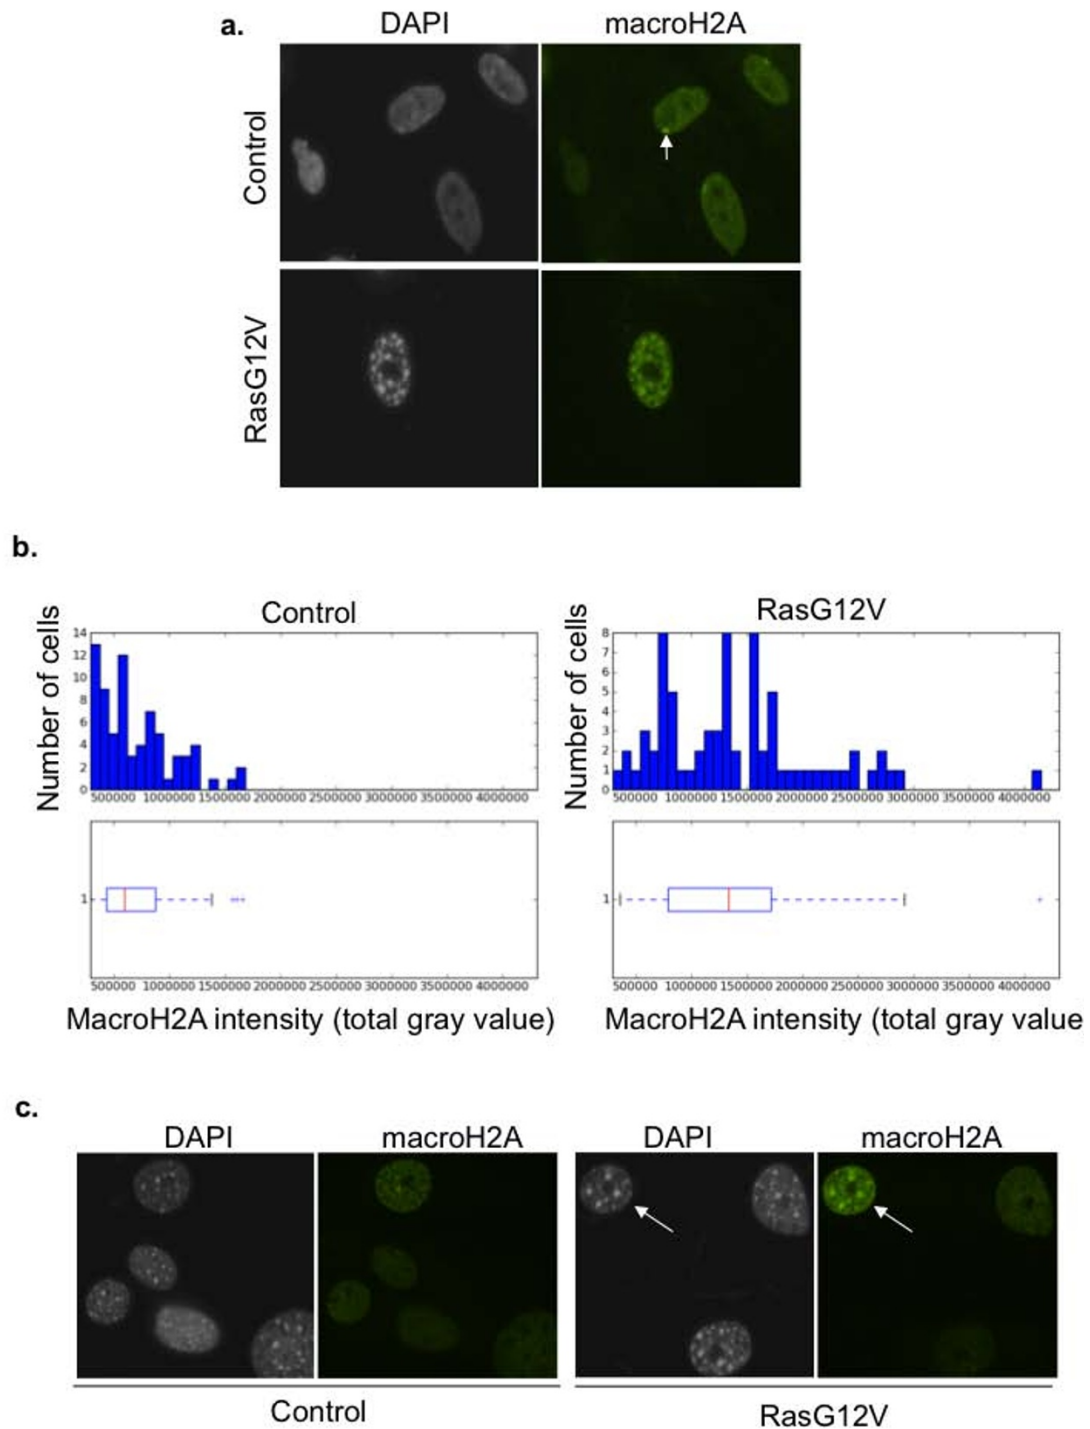 a.
DAPI macroH2A
Control
RasG12V
b.
Control RasG12V
Number of cells
14
12
10
8
6
4
2
0
500000 1000000 1500000 2000000 2500000 3000000 3500000 4000000
Number of cells
8
7
6
5
4
3
2
1
0
500000 1000000 1500000 2000000 2500000 3000000 3500000 4000000
1
500000 1000000 1500000 2000000 2500000 3000000 3500000 4000000
MacroH2A intensity (total gray value)
1
500000 1000000 1500000 2000000 2500000 3000000 3500000 4000000
MacroH2A intensity (total gray value
c.
DAPI macroH2A DAPI macroH2A
Control RasG12V